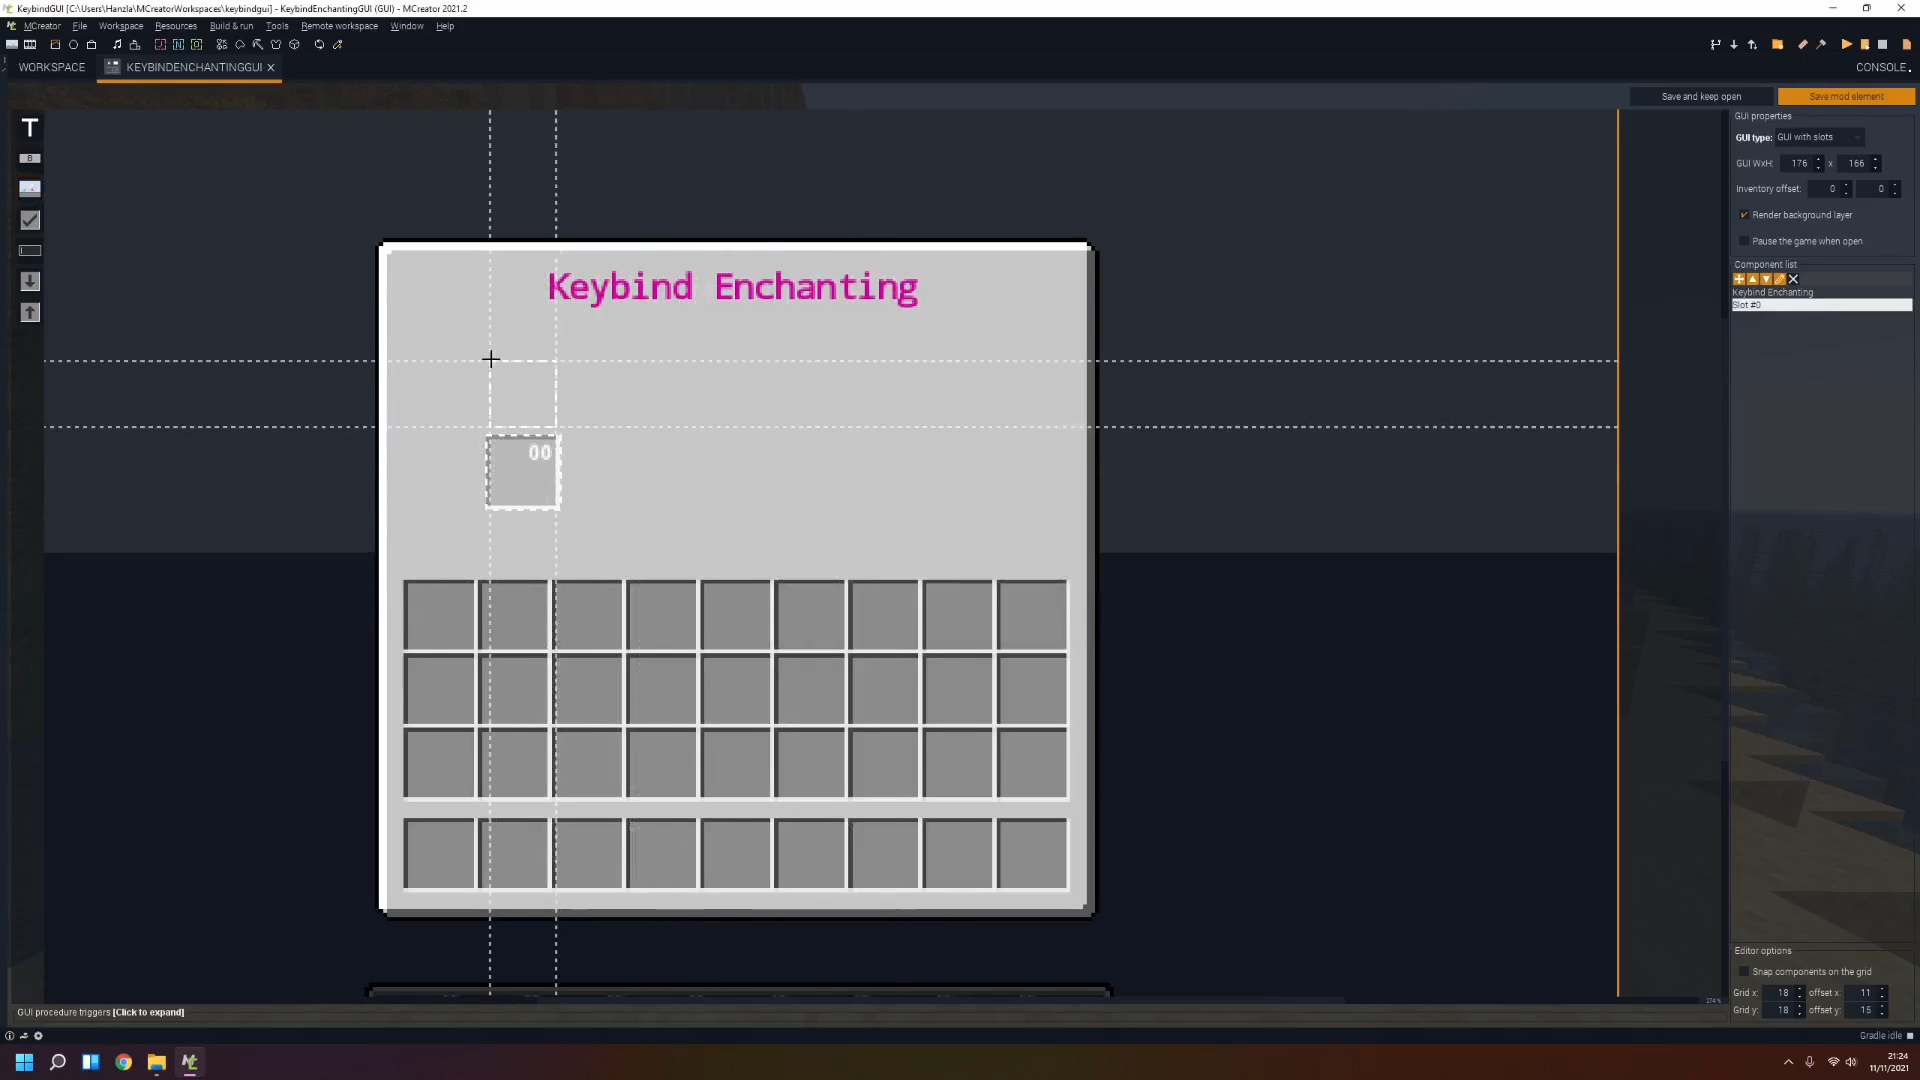 KeybindGUI [C:\Users\Hanzla\MCreatorWorkspaces\keybindgui] - KeybindEnchantingGUI (GUI) - MCreator 2021.2
MCreator File Workspace Resources Build & run Tools Remote workspace Window Help
WORKSPACE KEYBINDENCHANTINGGUI CONSOLE
Save and keep open Save mod element
T
B
GUI properties
GUI type: GUI with slots
GUI WxH: 176 x 166
Inventory offset: 0 0
Render background layer
Pause the game when open
Component list
Keybind Enchanting
Slot #0
Keybind Enchanting
00
Editor options
Snap components on the grid
Grid x: 18 offset x: 11
Grid y: 18 offset y: 15
274 %
GUI procedure triggers [Click to expand]
Gradle idle
21:24
11/11/2021